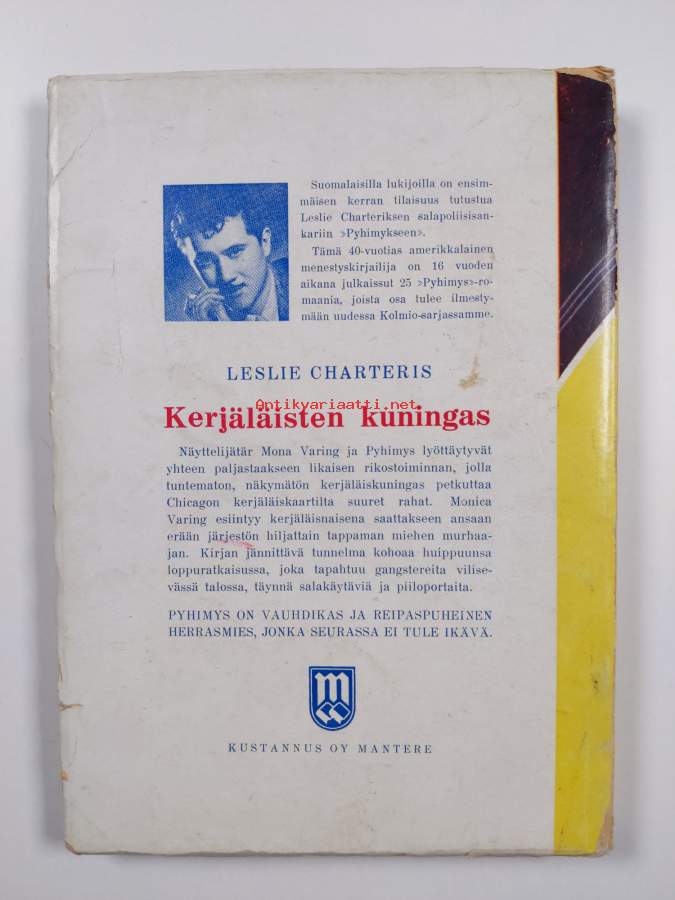 Suomalaisilla lukijoilla on ensim-
mäisen kerran tilaisuus tutustua
Leslie Charteriksen salapoliisisan-
kariin »Pyhimykseen».
Tämä 40-vuotias amerikkalainen
menestyskirjailija on 16 vuoden
aikana julkaissut 25 »Pyhimys»-ro-
maania, joista osa tulee ilmesty-
mään uudessa Kolmio-sarjassamme.
LESLIE CHARTERIS
Antikvariaatti.net
Kerjäläisten kuningas
Näyttelijätär Mona Varing ja Pyhimys lyöttäytyvät
yhteen paljastaakseen likaisen rikostoiminnan, jolla
tuntematon, näkymätön kerjäläiskuningas petkuttaa
Chicagon kerjäläiskaartilta suuret rahat. Monica
Varing esiintyy kerjäläisnaisena saattakseen ansaan
erään järjestön hiljattain tappaman miehen murhaa-
jan. Kirjan jännittävä tunnelma kohoaa huippuunsa
loppuratkaisussa, joka tapahtuu gangstereita vilise-
vässä talossa, täynnä salakäytäviä ja piiloportaita.
PYHIMYS ON VAUHDIKAS JA REIPASPUHEINEN
HERRASMIES, JONKA SEURASSA EI TULE IKÄVÄ.
KUSTANNUS OY MANTERE